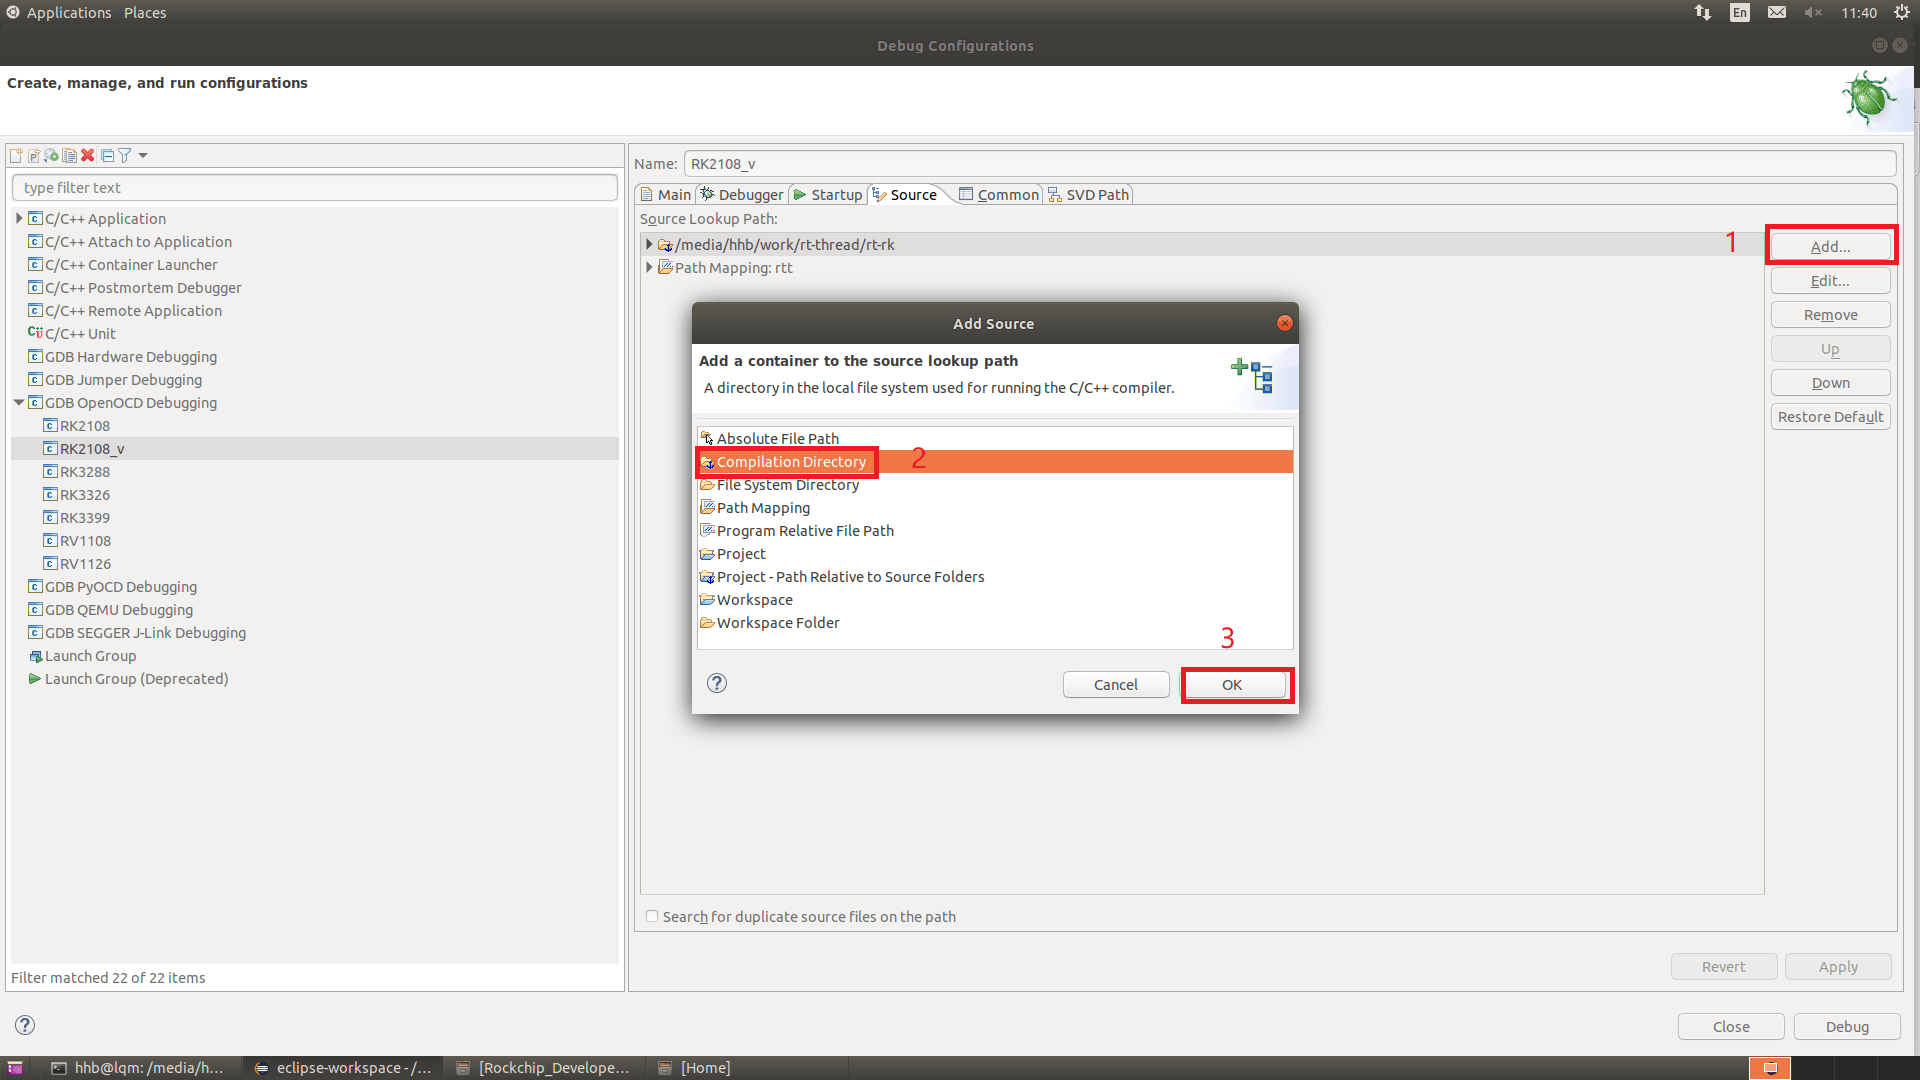 Applications Places
En
11:40
Debug Configurations
Create, manage, and run configurations
type filter text
C/C++ Application
C/C++ Attach to Application
C/C++ Container Launcher
C/C++ Postmortem Debugger
C/C++ Remote Application
C/C++ Unit
GDB Hardware Debugging
GDB Jumper Debugging
GDB OpenOCD Debugging
RK2108
RK2108_v
RK3288
RK3326
RK3399
RV1108
RV1126
GDB PyOCD Debugging
GDB QEMU Debugging
GDB SEGGER J-Link Debugging
Launch Group
Launch Group (Deprecated)
Filter matched 22 of 22 items
Name: RK2108_v
Main Debugger Startup Source Common SVD Path
Source Lookup Path:
/media/hhb/work/rt-thread/rt-rk
Path Mapping: rtt
1
Add...
Edit...
Remove
Up
Down
Restore Default
Add Source
Add a container to the source lookup path
A directory in the local file system used for running the C/C++ compiler.
Absolute File Path
Compilation Directory
2
File System Directory
Path Mapping
Program Relative File Path
Project
Project - Path Relative to Source Folders
Workspace
Workspace Folder
3
Cancel
OK
Search for duplicate source files on the path
Revert
Apply
Close
Debug
hhb@lqm: /media/h...
eclipse-workspace - /...
[Rockchip_Develope...
[Home]